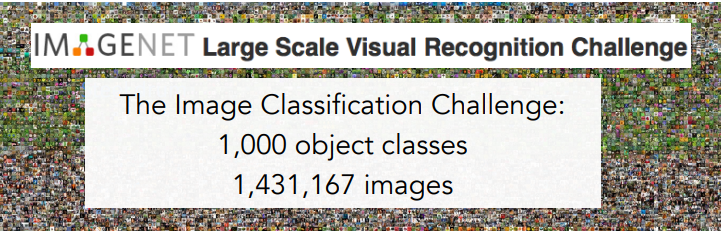 IMAGENET Large Scale Visual Recognition Challenge
The Image Classification Challenge:
1,000 object classes
1,431,167 images